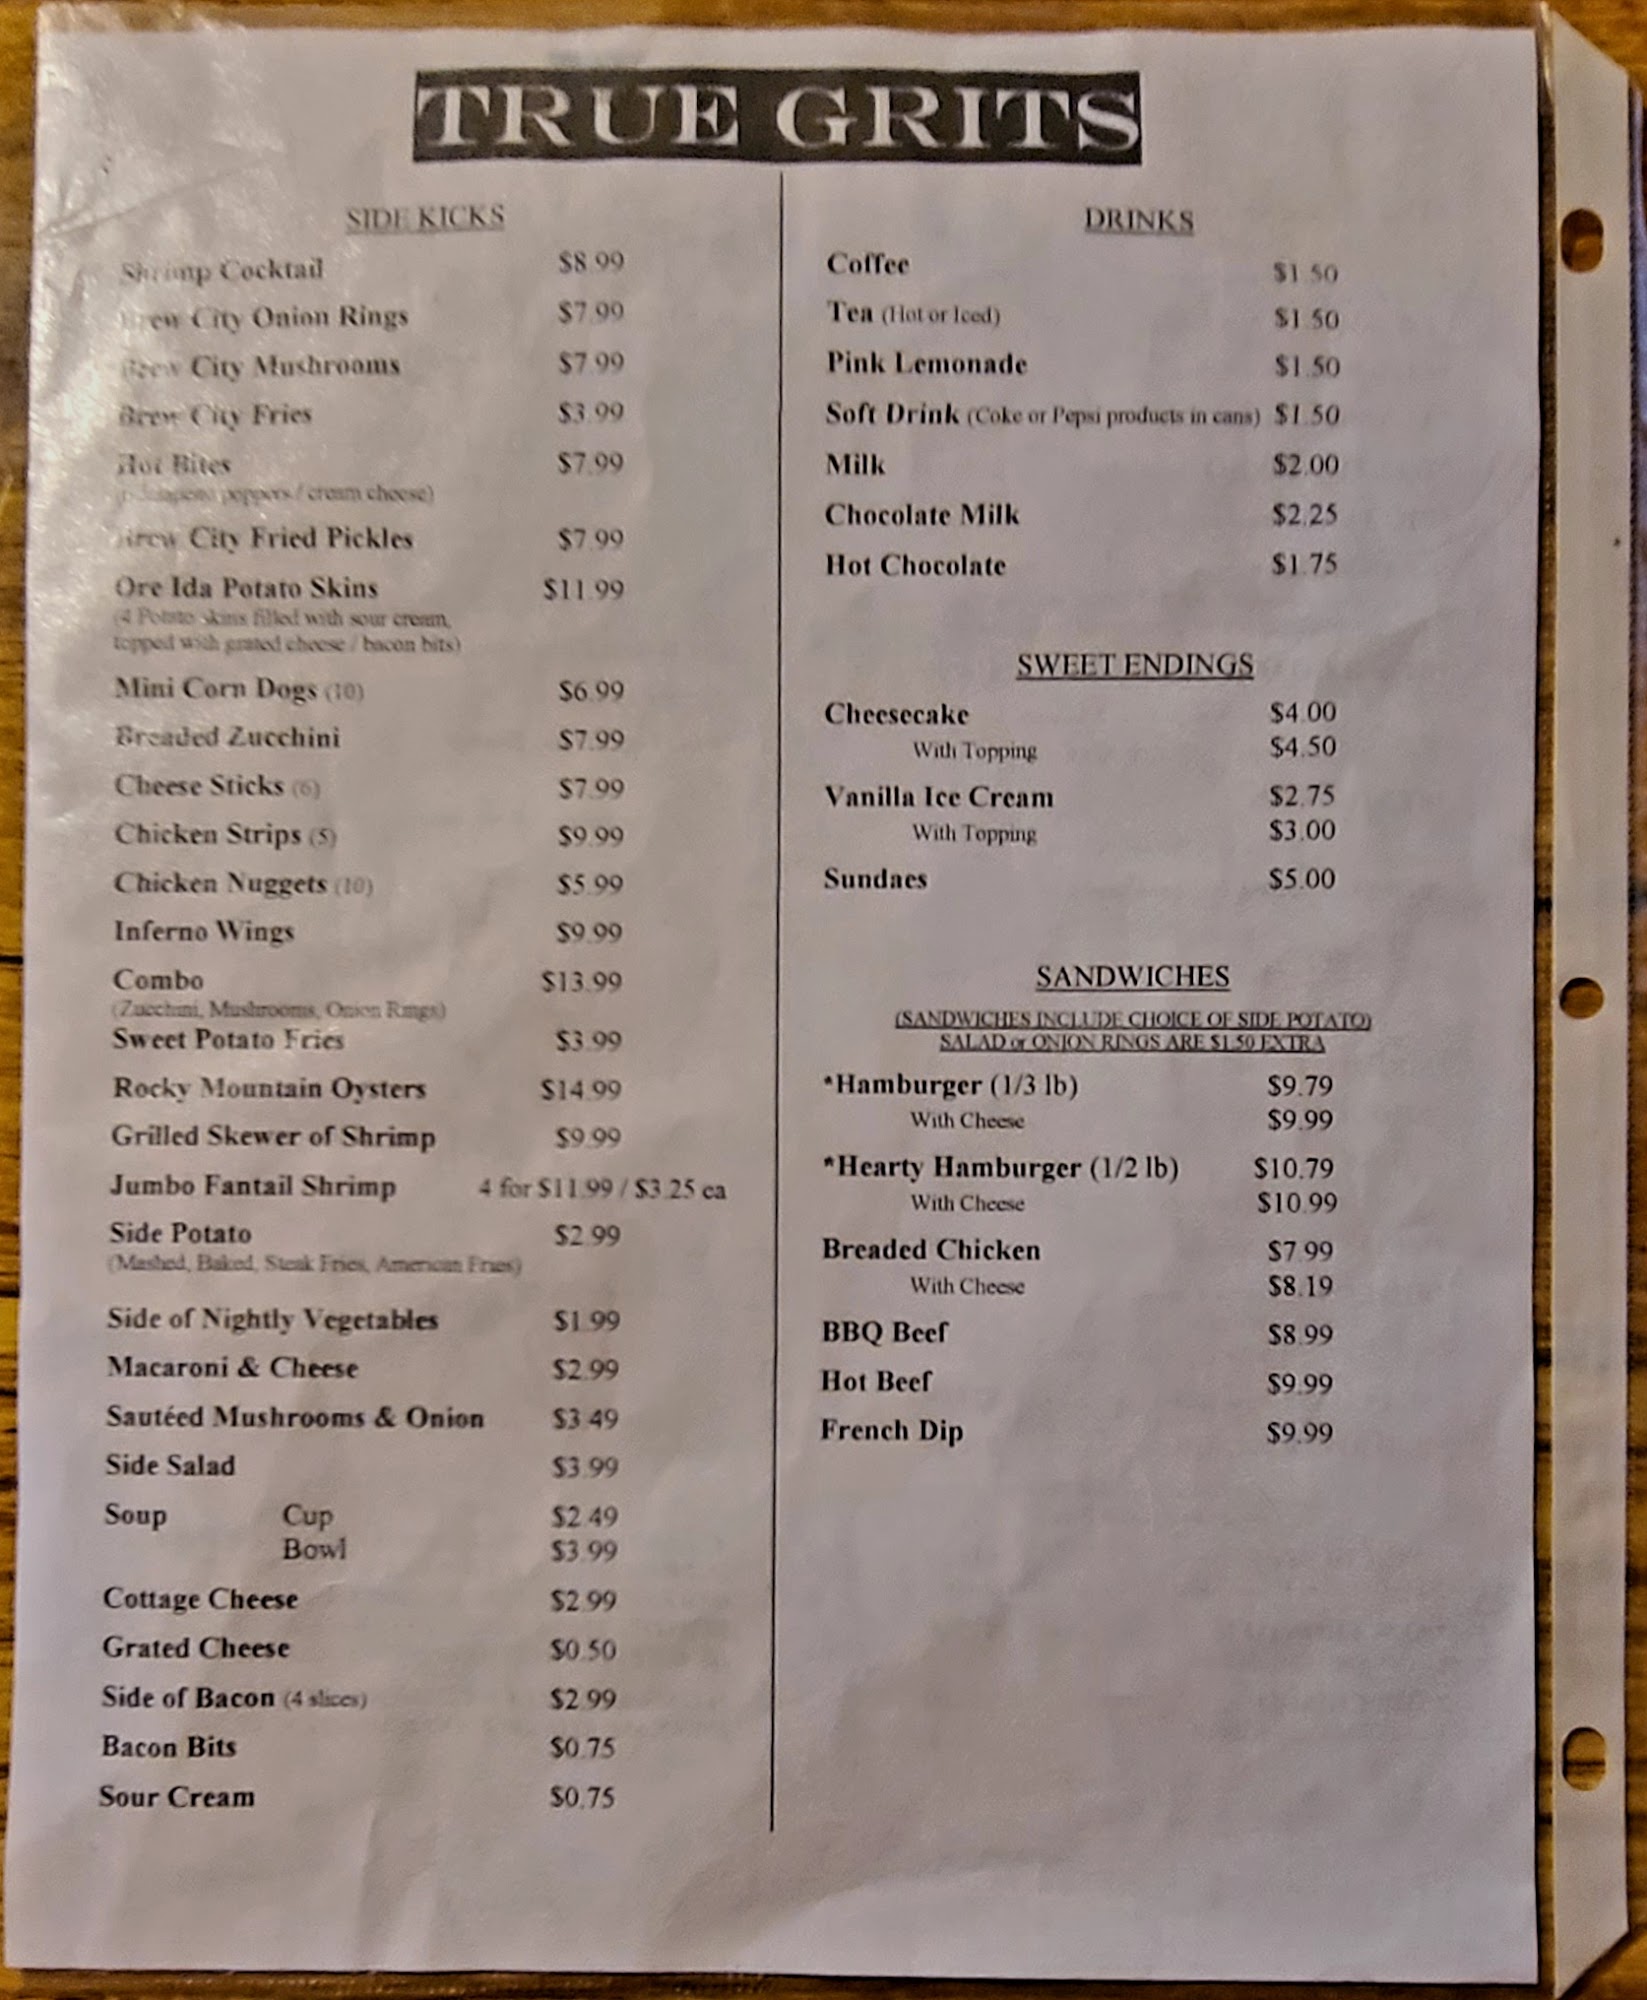 TRUE GRITS
SIDE KICKS
Shrimp Cocktail $8.99
Brew City Onion Rings $7.99
Brew City Mushrooms $7.99
Brew City Fries $3.99
Hot Bites $7.99
Jalapeno poppers / cream cheese)
Brew City Fried Pickles $7.99
Ore Ida Potato Skins $11.99
(4 Potato skins filled with sour cream,
topped with grated cheese / bacon bits)
Mini Corn Dogs (10) $6.99
Breaded Zucchini $7.99
Cheese Sticks (6) $7.99
Chicken Strips (5) $9.99
Chicken Nuggets (10) $5.99
Inferno Wings $9.99
Combo $13.99
(Zucchini, Mushrooms, Onion Rings)
Sweet Potato Fries $3.99
Rocky Mountain Oysters $14.99
Grilled Skewer of Shrimp $9.99
Jumbo Fantail Shrimp 4 for $11.99 / $3.25 ea
Side Potato $2.99
(Mashed, Baked, Steak Fries, American Fries)
Side of Nightly Vegetables $1.99
Macaroni & Cheese $2.99
Sautéed Mushrooms & Onion $3.49
Side Salad $3.99
Soup Cup $2.49
Bowl $3.99
Cottage Cheese $2.99
Grated Cheese $0.50
Side of Bacon (4 slices) $2.99
Bacon Bits $0.75
Sour Cream $0.75
DRINKS
Coffee $1.50
Tea (Hot or Iced) $1.50
Pink Lemonade $1.50
Soft Drink (Coke or Pepsi products in cans) $1.50
Milk $2.00
Chocolate Milk $2.25
Hot Chocolate $1.75
SWEET ENDINGS
Cheesecake $4.00
With Topping $4.50
Vanilla Ice Cream $2.75
With Topping $3.00
Sundaes $5.00
SANDWICHES
(SANDWICHES INCLUDE CHOICE OF SIDE POTATO)
SALAD or ONION RINGS ARE $1.50 EXTRA
*Hamburger (1/3 lb) $9.79
With Cheese $9.99
*Hearty Hamburger (1/2 lb) $10.79
With Cheese $10.99
Breaded Chicken $7.99
With Cheese $8.19
BBQ Beef $8.99
Hot Beef $9.99
French Dip $9.99